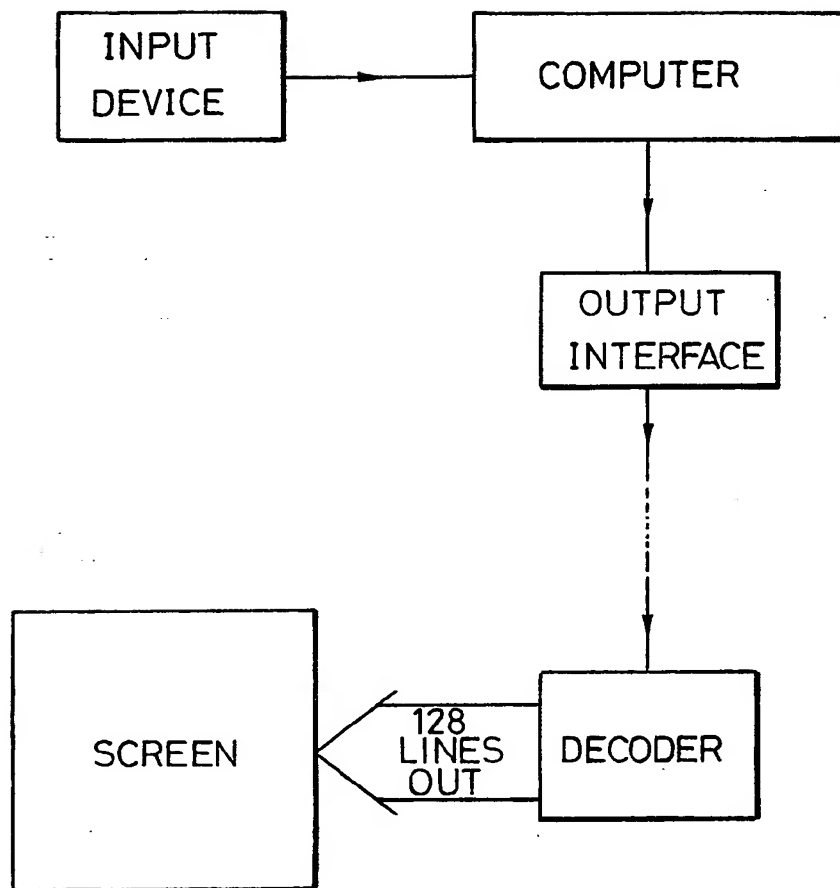 INPUT
DEVICE
COMPUTER
OUTPUT
INTERFACE
SCREEN
128
LINES
OUT
DECODER